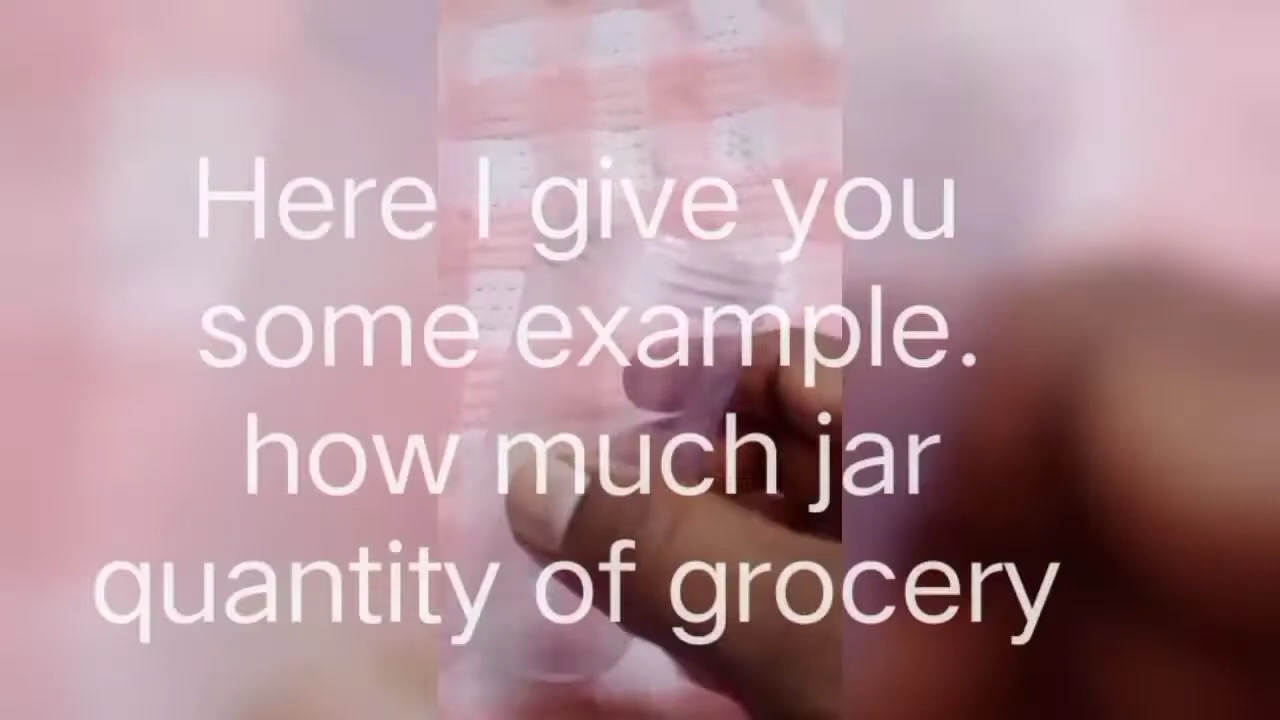 Here I give you
some example.
how much jar
quantity of grocery